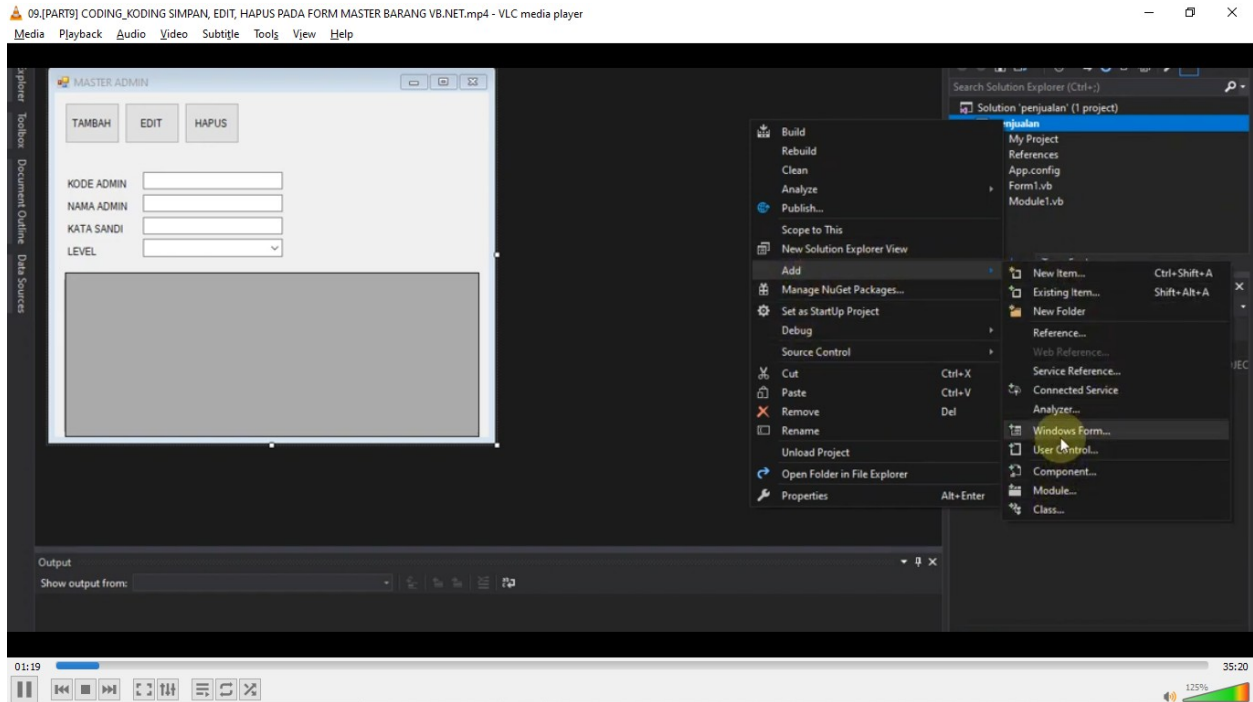 09.[PART9] CODING_KODING SIMPAN, EDIT, HAPUS PADA FORM MASTER BARANG VB.NET.mp4 - VLC media player
Media Playback Audio Video Subtitle Tools View Help
MASTER ADMIN
TAMBAH EDIT HAPUS
KODE ADMIN
NAMA ADMIN
KATA SANDI
LEVEL
Toolbox
Document Outline
Data Sources
Search Solution Explorer (Ctrl+;)
Solution 'penjualan' (1 project)
My Project
References
App.config
Form1.vb
Module1.vb
Build
Rebuild
Clean
Analyze
Publish...
Scope to This
New Solution Explorer View
Add
Manage NuGet Packages...
Set as StartUp Project
Debug
Source Control
Cut Ctrl+X
Paste Ctrl+V
Remove Del
Rename
Unload Project
Open Folder in File Explorer
Properties Alt+Enter
New Item... Ctrl+Shift+A
Existing Item... Shift+Alt+A
New Folder
Reference...
Web Reference...
Service Reference...
Connected Service
Analyzer...
Windows Form...
User Control...
Component...
Module...
Class...
Output
Show output from:
01:19 35:20
125%